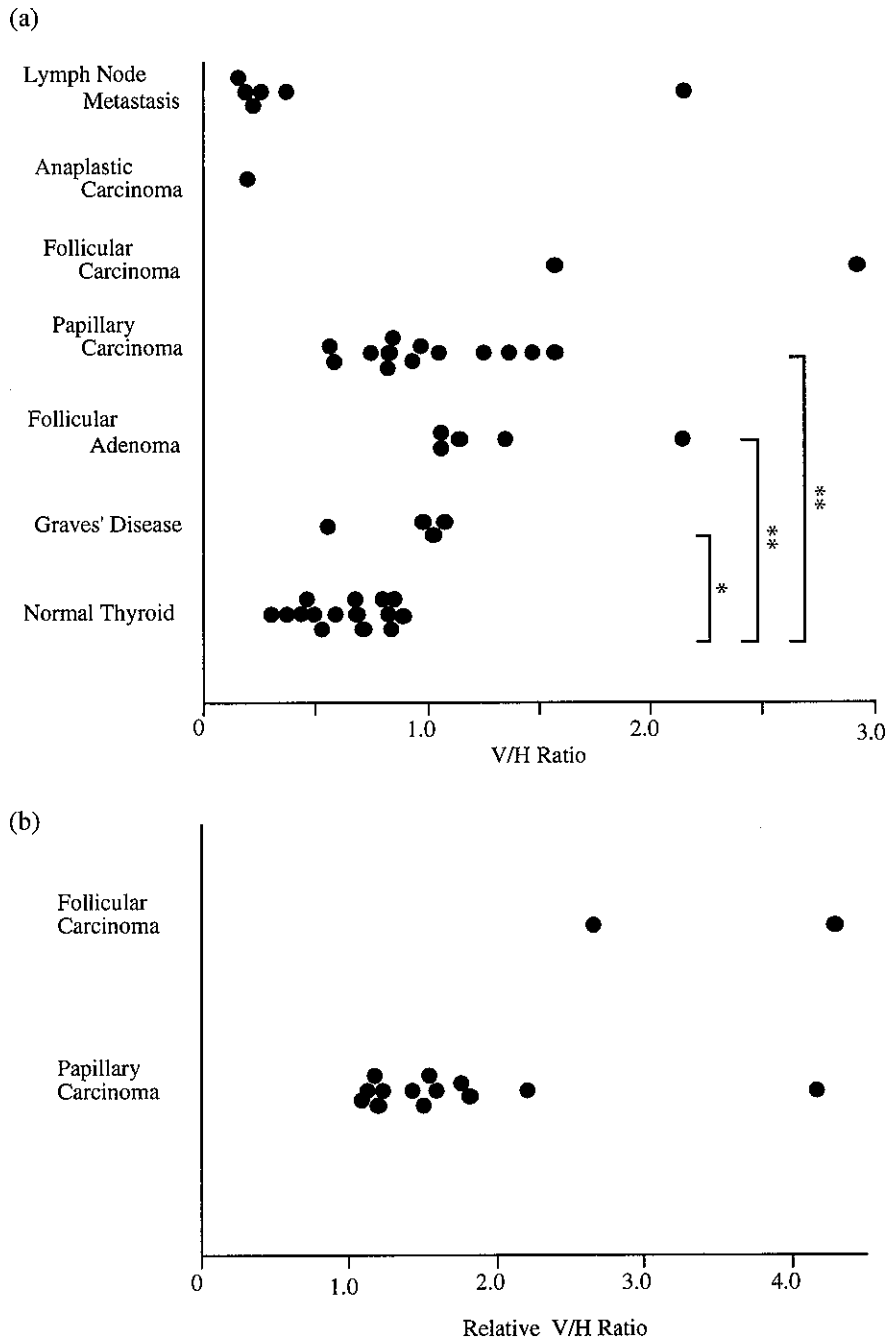 (a)
Lymph Node
Metastasis
Anaplastic
Carcinoma
Follicular
Carcinoma
Papillary
Carcinoma
Follicular
Adenoma
Graves' Disease
Normal Thyroid
**
**
*
0 1.0 2.0 3.0
V/H Ratio
(b)
Follicular
Carcinoma
Papillary
Carcinoma
0 1.0 2.0 3.0 4.0
Relative V/H Ratio